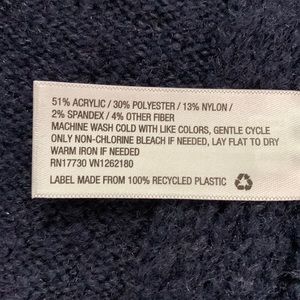 51% ACRYLIC / 30% POLYESTER / 13% NYLON /
2% SPANDEX / 4% OTHER FIBER
MACHINE WASH COLD WITH LIKE COLORS, GENTLE CYCLE
ONLY NON-CHLORINE BLEACH IF NEEDED, LAY FLAT TO DRY
WARM IRON IF NEEDED
RN17730 VN1262180
LABEL MADE FROM 100% RECYCLED PLASTIC